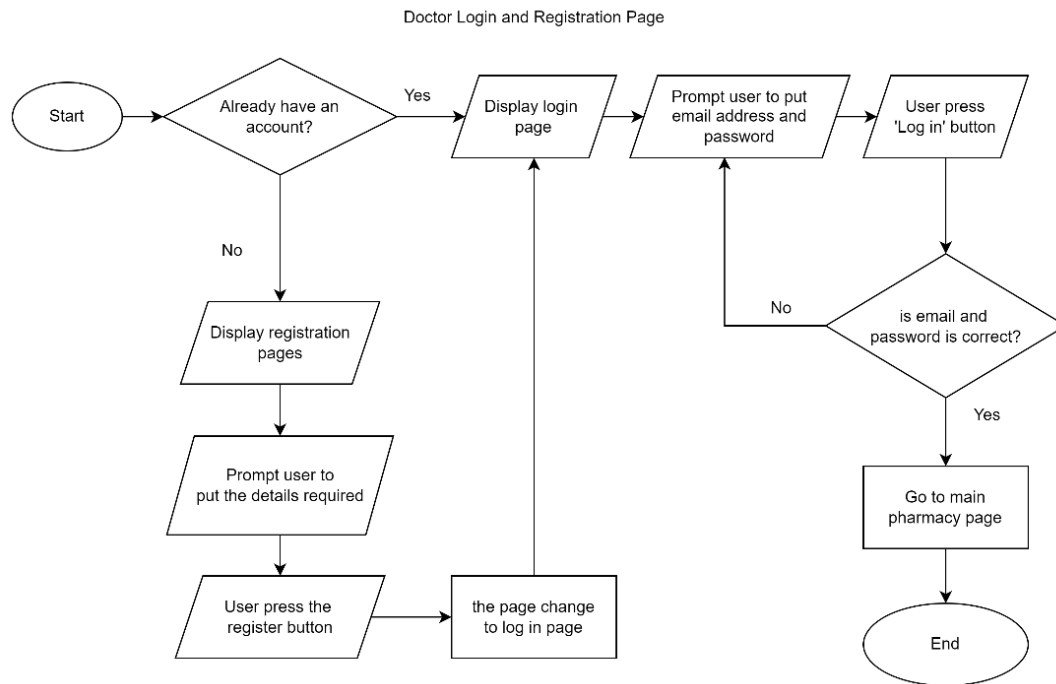 Doctor Login and Registration Page
Start
Already have an
account?
Yes
Display login
page
Prompt user to put
email address and
password
User press
'Log in' button
No
Display registration
pages
Prompt user to
put the details required
User press the
register button
the page change
to log in page
No
is email and
password is correct?
Yes
Go to main
pharmacy page
End